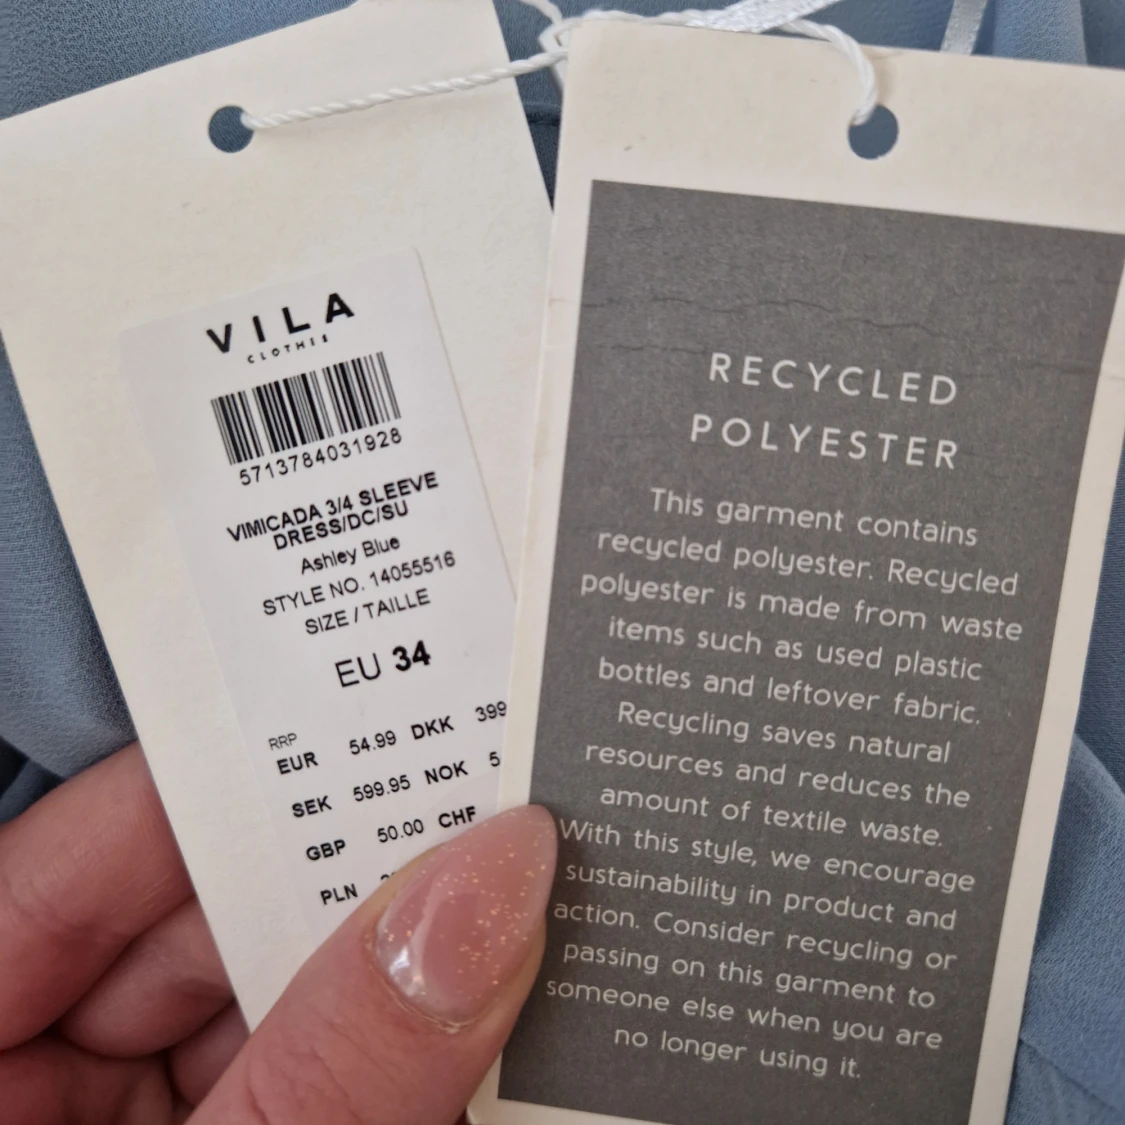 VILA
CLOTHES
5713784031928
VIMICADA 3/4 SLEEVE
DRESS/DC/SU
Ashley Blue
STYLE NO. 14055516
SIZE / TAILLE
EU 34
RRP
EUR 54.99 DKK 399
SEK 599.95 NOK 5
GBP 50.00 CHF
PLN
RECYCLED
POLYESTER
This garment contains
recycled polyester. Recycled
polyester is made from waste
items such as used plastic
bottles and leftover fabric.
Recycling saves natural
resources and reduces the
amount of textile waste.
With this style, we encourage
sustainability in product and
action. Consider recycling or
passing on this garment to
someone else when you are
no longer using it.